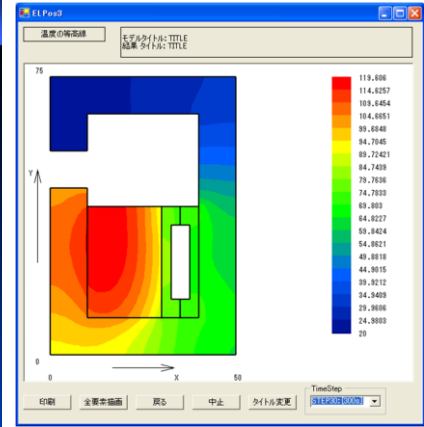 ELPos3
温度の等高線
モデルタイトル: TITLE
結果 タイトル: TITLE
75
Y
0
0 X 50
119.606
114.6257
109.6454
104.6651
99.6848
94.7045
89.72421
84.7439
79.7636
74.7833
69.803
64.8227
59.8424
54.8621
49.8818
44.9015
39.9212
34.9409
29.9606
24.9803
20
TimeStep
印刷 全要素描画 戻る 中止 タイトル変更 STEP30:[300m]